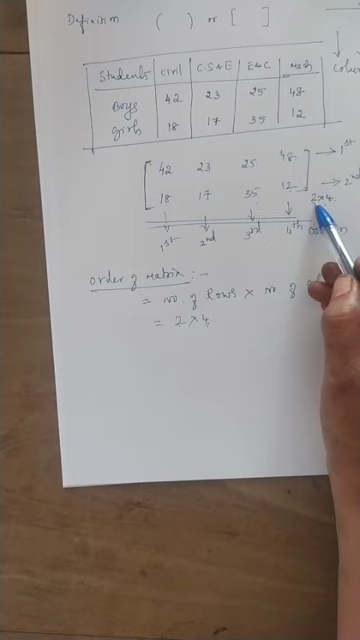 Definition ( ) or [ ]
Students Civil C.S&E E&C Mech
Boys 42 23 25 48
Girls 18 17 35 12
42 23 25 48 → 1st
18 17 35 12 → 2nd
2×4
1st 2nd 3rd 4th
Order of matrix :-
= no. of Rows × no. of
= 2×4